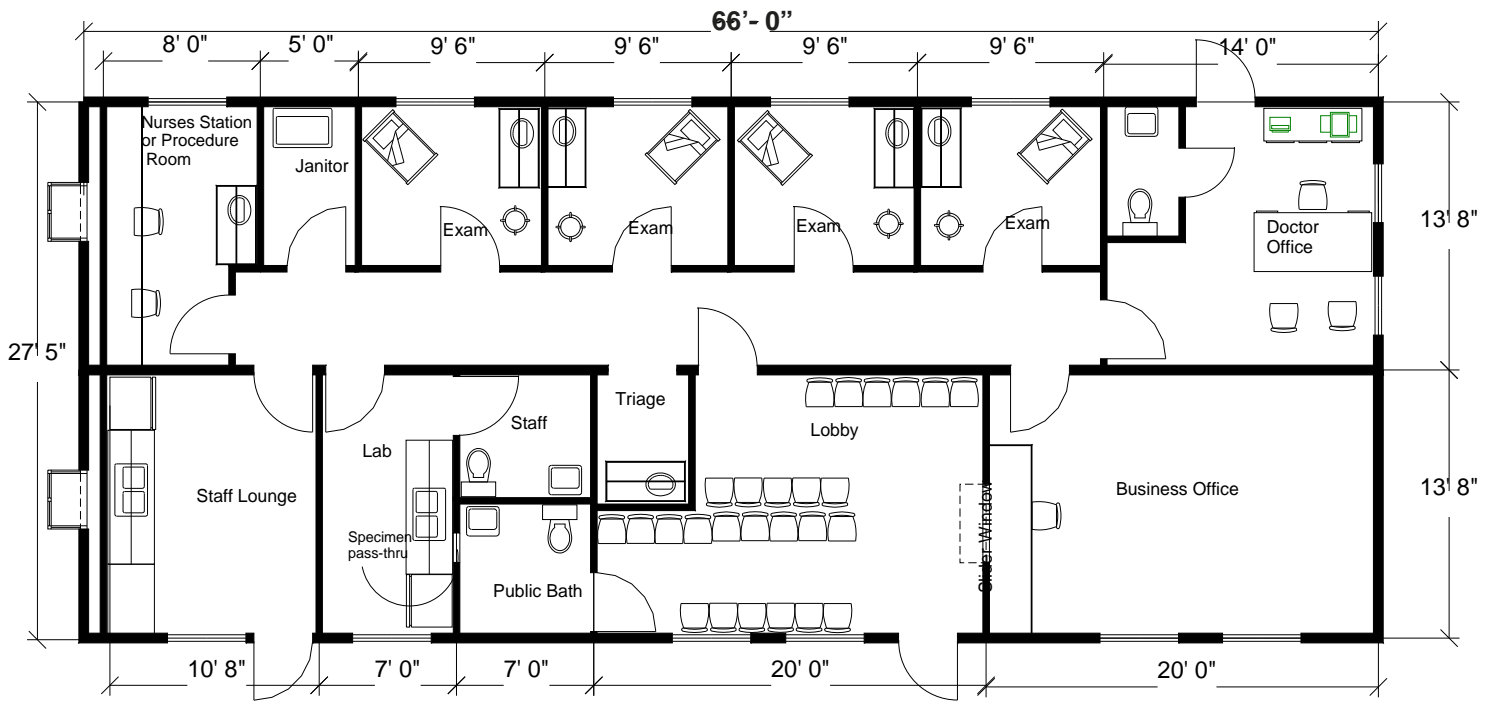 66'- 0”
8' 0"
5' 0"
9' 6"
9' 6"
9' 6"
9' 6"
14' 0"
Nurses Station
or Procedure
Room
Janitor
Exam
Exam
Exam
Exam
Doctor
Office
13' 8"
27' 5"
Triage
Staff
Lobby
Lab
Staff Lounge
Business Office
13' 8"
Slider Window
Specimen
pass-thru
Public Bath
10' 8"
7' 0"
7' 0"
20' 0"
20' 0"